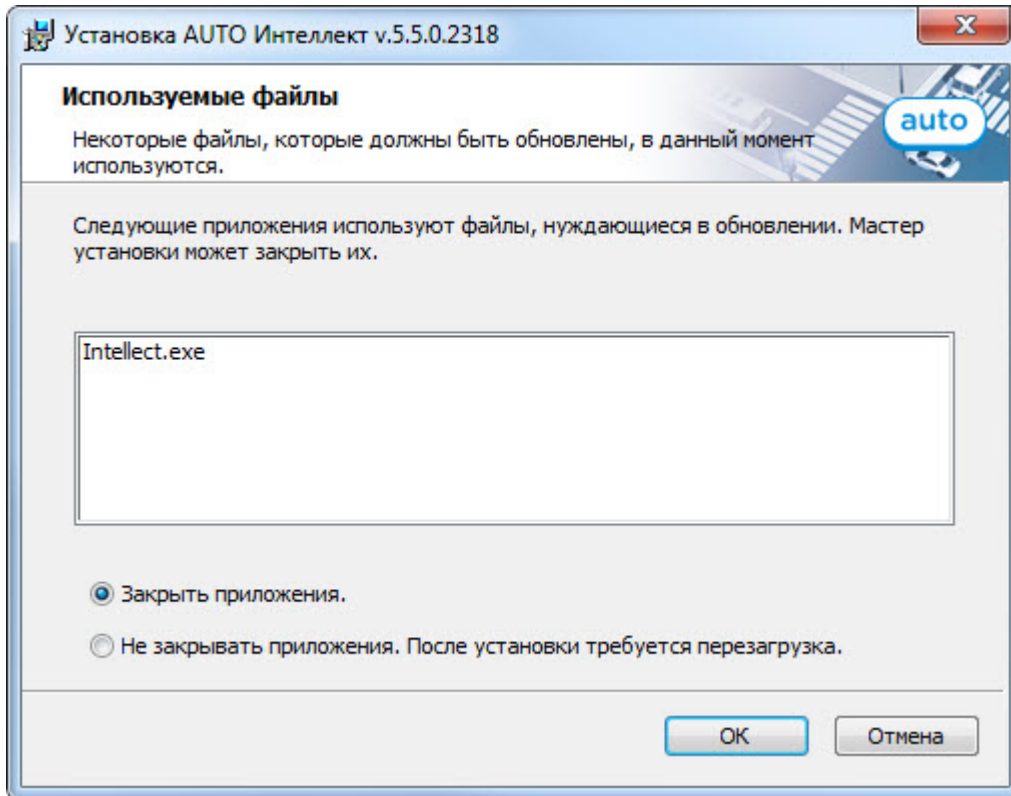 Установка AUTO Интеллект v.5.5.0.2318
Используемые файлы
auto
Некоторые файлы, которые должны быть обновлены, в данный момент
используются.
Следующие приложения используют файлы, нуждающиеся в обновлении. Мастер
установки может закрыть их.
Intellect.exe
Закрыть приложения.
Не закрывать приложения. После установки требуется перезагрузка.
OK
Отмена